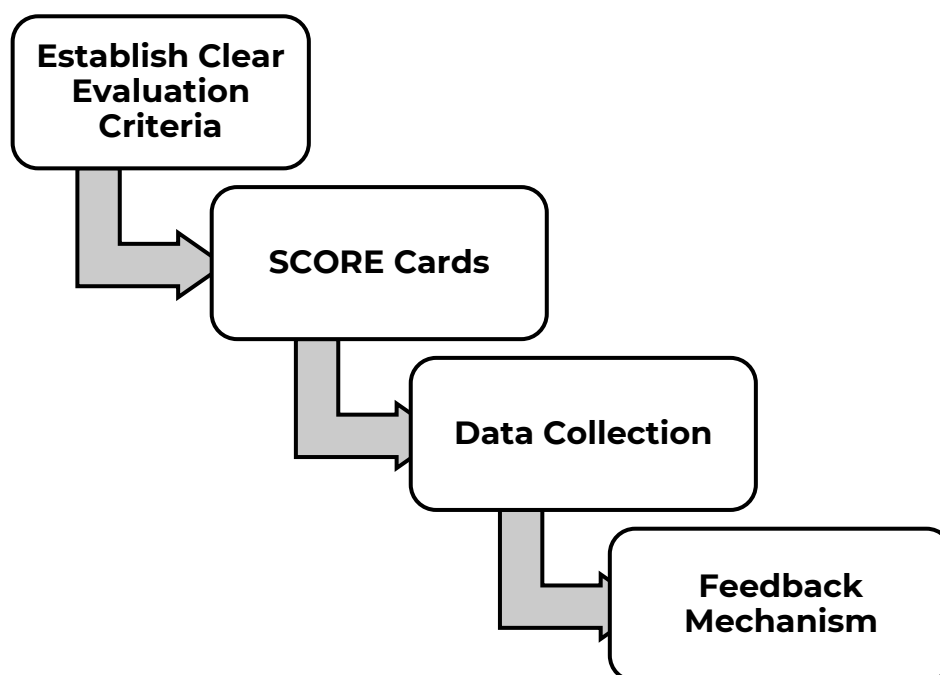 Establish Clear
Evaluation
Criteria
SCORE Cards
Data Collection
Feedback
Mechanism